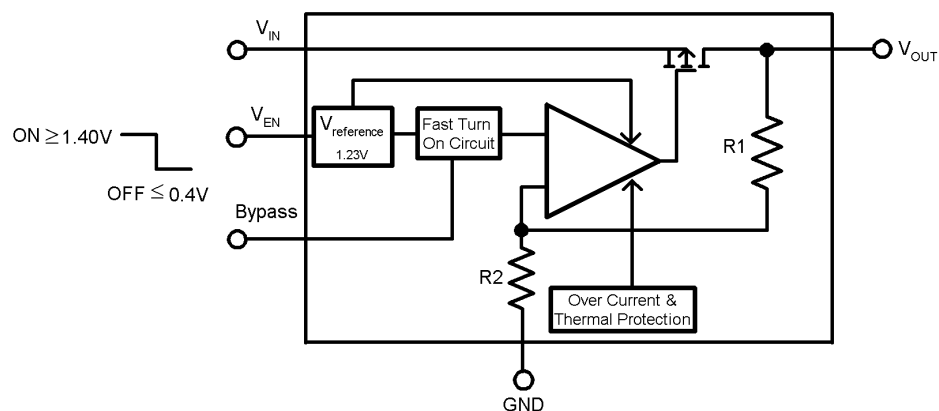 V_IN
V_OUT
V_EN
ON ≥1.40V
OFF ≤ 0.4V
V_reference
1.23V
Fast Turn
On Circuit
R1
Bypass
R2
Over Current &
Thermal Protection
GND